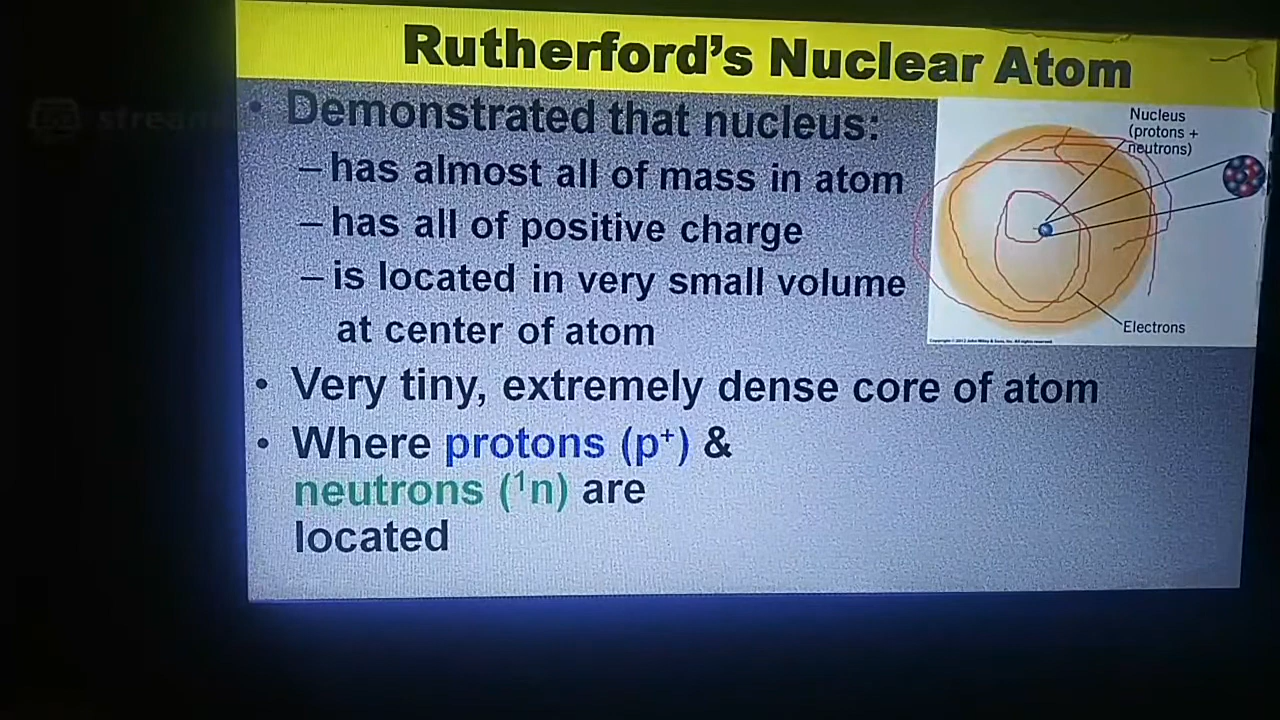 Rutherford's Nuclear Atom
• Demonstrated that nucleus:
– has almost all of mass in atom
– has all of positive charge
– is located in very small volume
at center of atom
• Very tiny, extremely dense core of atom
• Where protons (p⁺) &
neutrons (¹n) are
located
Nucleus
(protons +
neutrons)
Electrons